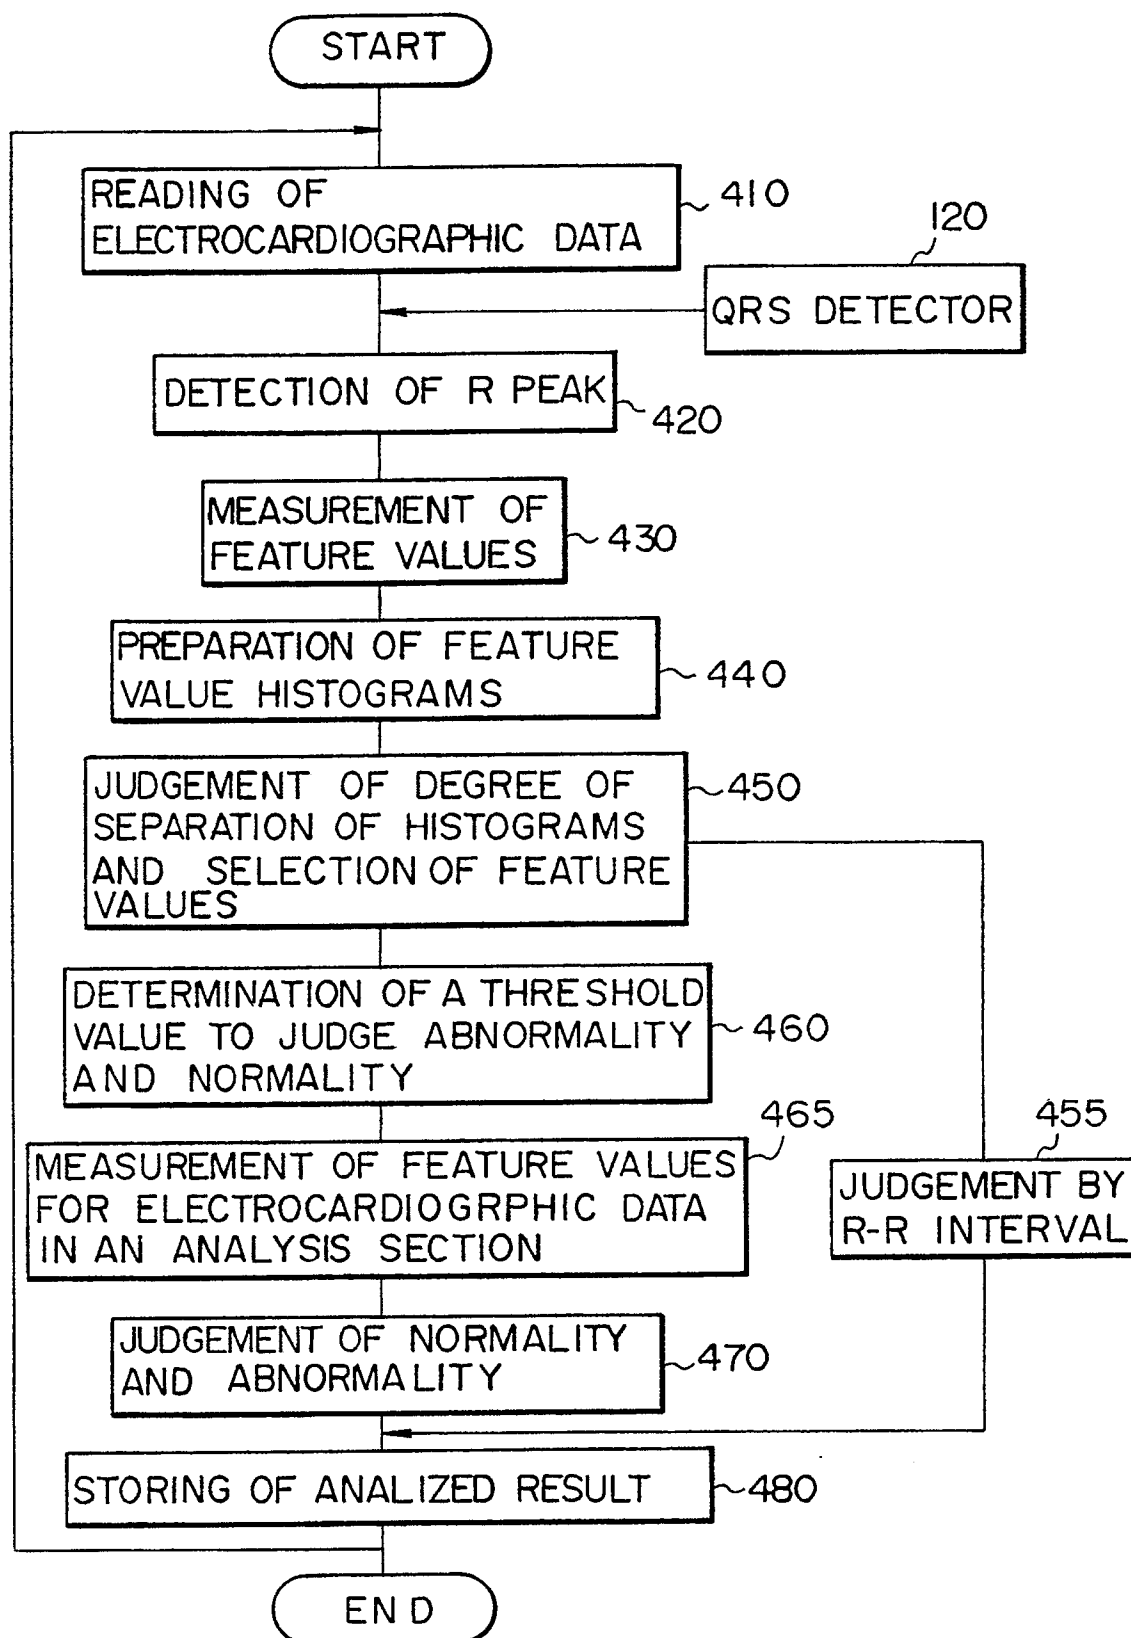 START
READING OF
ELECTROCARDIOGRAPHIC DATA
410
120
QRS DETECTOR
DETECTION OF R PEAK
420
MEASUREMENT OF
FEATURE VALUES
430
PREPARATION OF FEATURE
VALUE HISTOGRAMS
440
JUDGEMENT OF DEGREE OF
SEPARATION OF HISTOGRAMS
AND SELECTION OF FEATURE
VALUES
450
DETERMINATION OF A THRESHOLD
VALUE TO JUDGE ABNORMALITY
AND NORMALITY
460
465
MEASUREMENT OF FEATURE VALUES
FOR ELECTROCARDIOGRPHIC DATA
IN AN ANALYSIS SECTION
455
JUDGEMENT BY
R-R INTERVAL
JUDGEMENT OF NORMALITY
AND ABNORMALITY
470
STORING OF ANALIZED RESULT
480
END